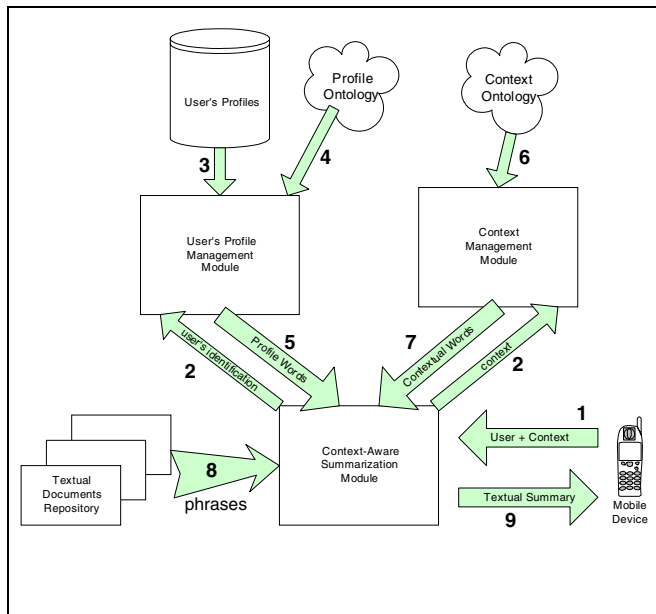 User's Profiles
Profile
Ontology
Context
Ontology
3
4
6
User's Profile
Management
Module
Context
Management
Module
user's identification
2
Profile Words
5
Contextual Words
7
context
2
1
User + Context
Textual
Documents
Repository
8
phrases
Context-Aware
Summarization
Module
Textual Summary
9
Mobile
Device